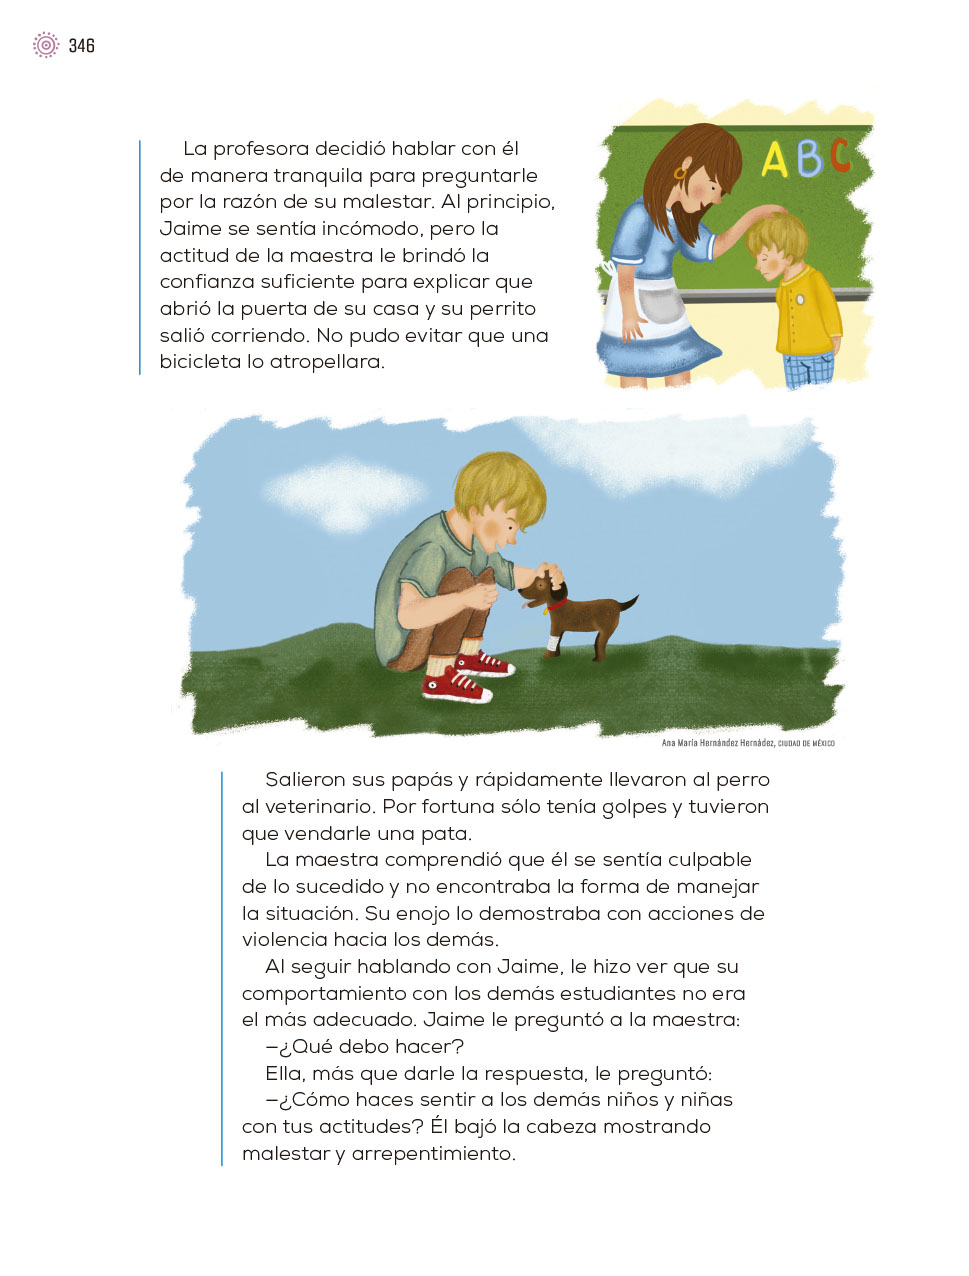 346
La profesora decidió hablar con él
de manera tranquila para preguntarle
por la razón de su malestar. Al principio,
Jaime se sentía incómodo, pero la
actitud de la maestra le brindó la
confianza suficiente para explicar que
abrió la puerta de su casa y su perrito
salió corriendo. No pudo evitar que una
bicicleta lo atropellara.
ABC
Ana María Hernández Hernádez, CIUDAD DE MÉXICO
Salieron sus papás y rápidamente llevaron al perro
al veterinario. Por fortuna sólo tenía golpes y tuvieron
que vendarle una pata.
La maestra comprendió que él se sentía culpable
de lo sucedido y no encontraba la forma de manejar
la situación. Su enojo lo demostraba con acciones de
violencia hacia los demás.
Al seguir hablando con Jaime, le hizo ver que su
comportamiento con los demás estudiantes no era
el más adecuado. Jaime le preguntó a la maestra:
—¿Qué debo hacer?
Ella, más que darle la respuesta, le preguntó:
—¿Cómo haces sentir a los demás niños y niñas
con tus actitudes? Él bajó la cabeza mostrando
malestar y arrepentimiento.